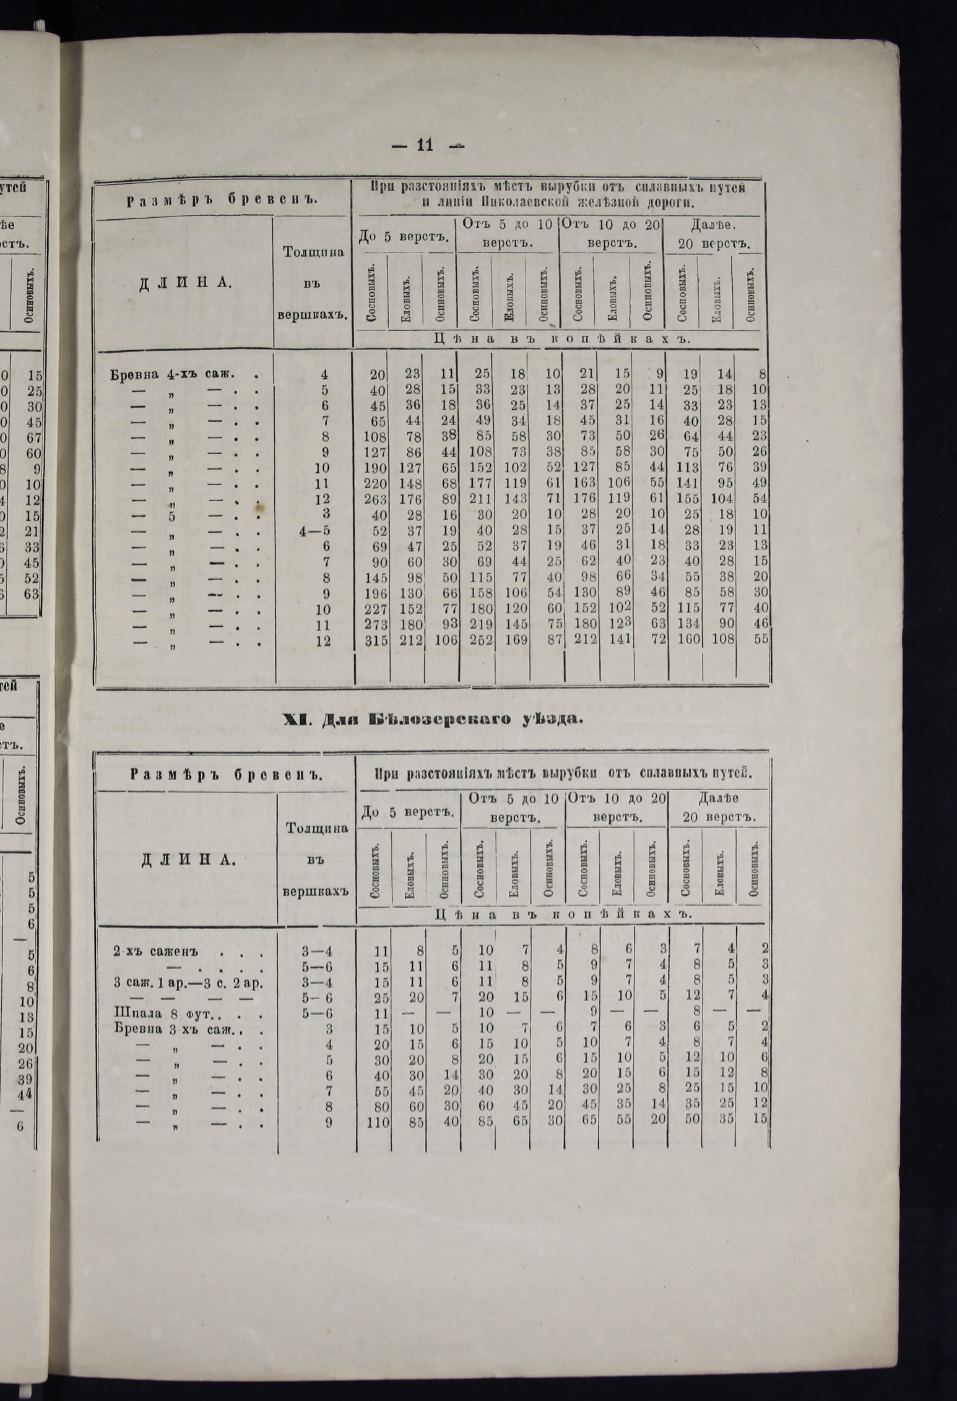 — 11 —
Размѣръ бревенъ. При разстояніяхъ мѣстъ вырубки отъ сплавныхъ путей
и линіи Николаевской желѣзной дороги.
ДЛИНА. Толщина въ вершкахъ. До 5 верстъ. Отъ 5 до 10 верстъ. Отъ 10 до 20 верстъ. Далѣе. 20 верстъ.
Сосновыхъ. Еловыхъ. Осиновыхъ. Сосновыхъ. Еловыхъ. Осиновыхъ. Сосновыхъ. Еловыхъ. Осиновыхъ. Сосновыхъ. Еловыхъ. Осиновыхъ.
Цѣна въ копѣйкахъ.
Бревна 4-хъ саж. . 4 20 23 11 25 18 10 21 15 9 19 14 8
— „ — . . 5 40 28 15 33 23 13 28 20 11 25 18 10
— „ — . . 6 45 36 18 36 25 14 37 25 14 33 23 13
— „ — . . 7 65 44 24 49 34 18 45 31 16 40 28 15
— „ — . . 8 108 78 38 85 58 30 73 50 26 64 44 23
— „ — . . 9 127 86 44 108 73 38 85 58 30 75 50 26
— „ — . . 10 190 127 65 152 102 52 127 85 44 113 76 39
— „ — . . 11 220 148 68 177 119 61 163 106 55 141 95 49
— „ — . . 12 263 176 89 211 143 71 176 119 61 155 104 54
— 5 — . . 3 40 28 16 30 20 10 28 20 10 25 18 10
— „ — . . 4—5 52 37 19 40 28 15 37 25 14 28 19 11
— „ — . . 6 69 47 25 52 37 19 46 31 18 33 23 13
— „ — . . 7 90 60 30 69 44 25 62 40 23 40 28 15
— „ — . . 8 145 98 50 115 77 40 98 66 34 55 38 20
— „ — . . 9 196 130 66 158 106 54 130 89 46 85 58 30
— „ — . . 10 227 152 77 180 120 60 152 102 52 115 77 40
— „ — . . 11 273 180 93 219 145 75 180 123 63 134 90 46
— „ — . . 12 315 212 106 252 169 87 212 141 72 160 108 55
XI. Для Бѣлозерскаго уѣзда.
Размѣръ бревенъ. При разстояніяхъ мѣстъ вырубки отъ сплавныхъ путей.
ДЛИНА. Толщина въ вершкахъ До 5 верстъ. Отъ 5 до 10 верстъ. Отъ 10 до 20 верстъ. Далѣе 20 верстъ.
Сосновыхъ. Еловыхъ. Осиновыхъ. Сосновыхъ. Еловыхъ. Осиновыхъ. Сосновыхъ. Еловыхъ. Осиновыхъ. Сосновыхъ. Еловыхъ. Осиновыхъ.
Цѣна въ копѣйкахъ.
2-хъ саженъ . . . 3—4 11 8 5 10 7 4 8 6 3 7 4 2
— . . . . 5—6 15 11 6 11 8 5 9 7 4 8 5 3
3 саж. 1 ар.—3 с. 2 ар. 3—4 15 11 6 11 8 5 9 7 4 8 5 3
— — — — 5—6 25 20 7 20 15 6 15 10 5 12 7 4
Шпала 8 фут. . . . 5—6 11 — — 10 — — 9 — — 8 — —
Бревна 3-хъ саж. . . 3 15 10 5 10 7 6 7 6 3 6 5 2
— „ — . . 4 20 15 6 15 10 5 10 7 4 8 7 4
— „ — . . 5 30 20 8 20 15 6 15 10 5 12 10 6
— „ — . . 6 40 30 14 30 20 8 20 15 6 15 12 8
— „ — . . 7 55 45 20 40 30 14 30 25 8 25 15 10
— „ — . . 8 80 60 30 60 45 20 45 35 14 35 25 12
— „ — . . 9 110 85 40 85 65 30 65 55 20 50 35 15